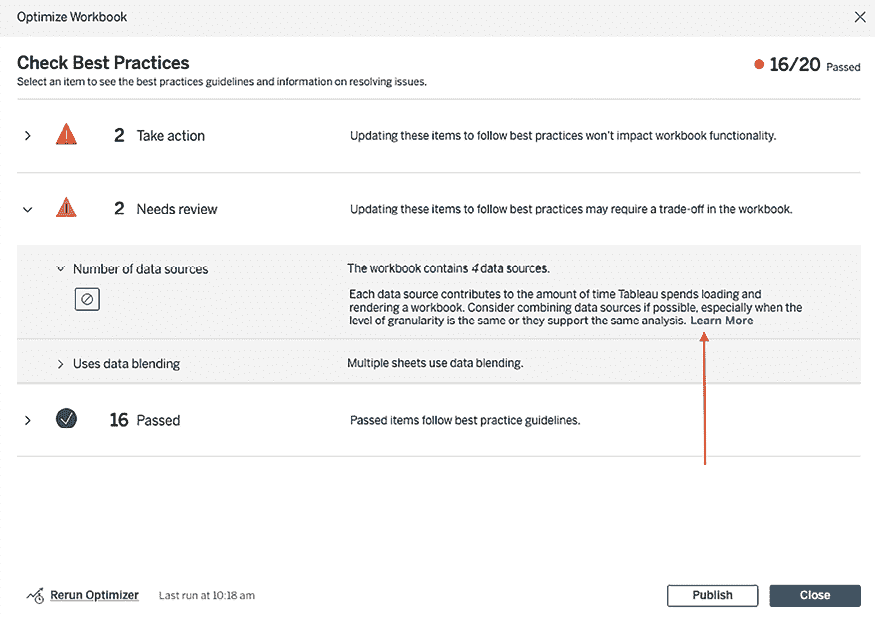 Optimize Workbook
Check Best Practices
16/20 Passed
Select an item to see the best practices guidelines and information on resolving issues.
2 Take action
Updating these items to follow best practices won't impact workbook functionality.
2 Needs review
Updating these items to follow best practices may require a trade-off in the workbook.
Number of data sources
The workbook contains 4 data sources.
Each data source contributes to the amount of time Tableau spends loading and
rendering a workbook. Consider combining data sources if possible, especially when the
level of granularity is the same or they support the same analysis. Learn More
Uses data blending
Multiple sheets use data blending.
16 Passed
Passed items follow best practice guidelines.
Rerun Optimizer
Last run at 10:18 am
Publish
Close